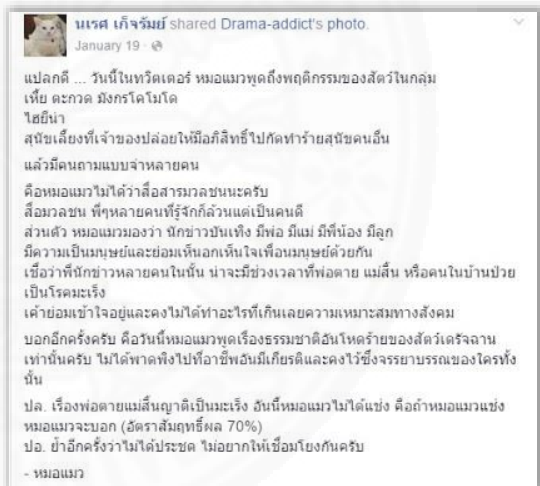 นเรศ เก็จรัมย์ shared Drama-addict's photo.
January 19 ·
แปลกดี ... วันนี้ในทวิตเตอร์ หมอแมวพูดถึงพฤติกรรมของสัตว์ในกลุ่ม
เหี้ย ตะกวด มังกรโคโมโด
ไฮยีน่า
สุนัขเลี้ยงที่เจ้าของปล่อยให้มีอภิสิทธิ์ไปกัดทำร้ายสุนัขคนอื่น
แล้วมีคนถามแบบจ่าหลายคน
คือหมอแมวไม่ได้ว่าสื่อสารมวลชนนะครับ
สื่อมวลชน พี่ๆหลายคนที่รู้จักก็ล้วนแต่เป็นคนดี
ส่วนตัว หมอแมวมองว่า นักข่าวบันเทิง มีพ่อ มีแม่ มีพี่น้อง มีลูก
มีความเป็นมนุษย์และย่อมเห็นอกเห็นใจเพื่อนมนุษย์ด้วยกัน
เชื่อว่าพี่นักข่าวหลายคนในนั้น น่าจะมีช่วงเวลาที่พ่อตาย แม่สิ้น หรือคนในบ้านป่วย
เป็นโรคมะเร็ง
เค้าย่อมเข้าใจอยู่และคงไม่ได้ทำอะไรที่เกินเลยความเหมาะสมทางสังคม
บอกอีกครั้งครับ คือวันนี้หมอแมวพูดเรื่องธรรมชาติอันโหดร้ายของสัตว์เดรัจฉาน
เท่านั้นครับ ไม่ได้พาดพิงไปที่อาชีพอันมีเกียรติและคงไว้ซึ่งจรรยาบรรณของใครทั้ง
นั้น
ปล. เรื่องพ่อตายแม่สิ้นญาติเป็นมะเร็ง อันนี้หมอแมวไม่ได้แช่ง คือถ้าหมอแมวแช่ง
หมอแมวจะบอก (อัตราสัมฤทธิ์ผล 70%)
ปอ. ย้ำอีกครั้งว่าไม่ได้ประชด ไม่อยากให้เชื่อมโยงกันครับ
- หมอแมว